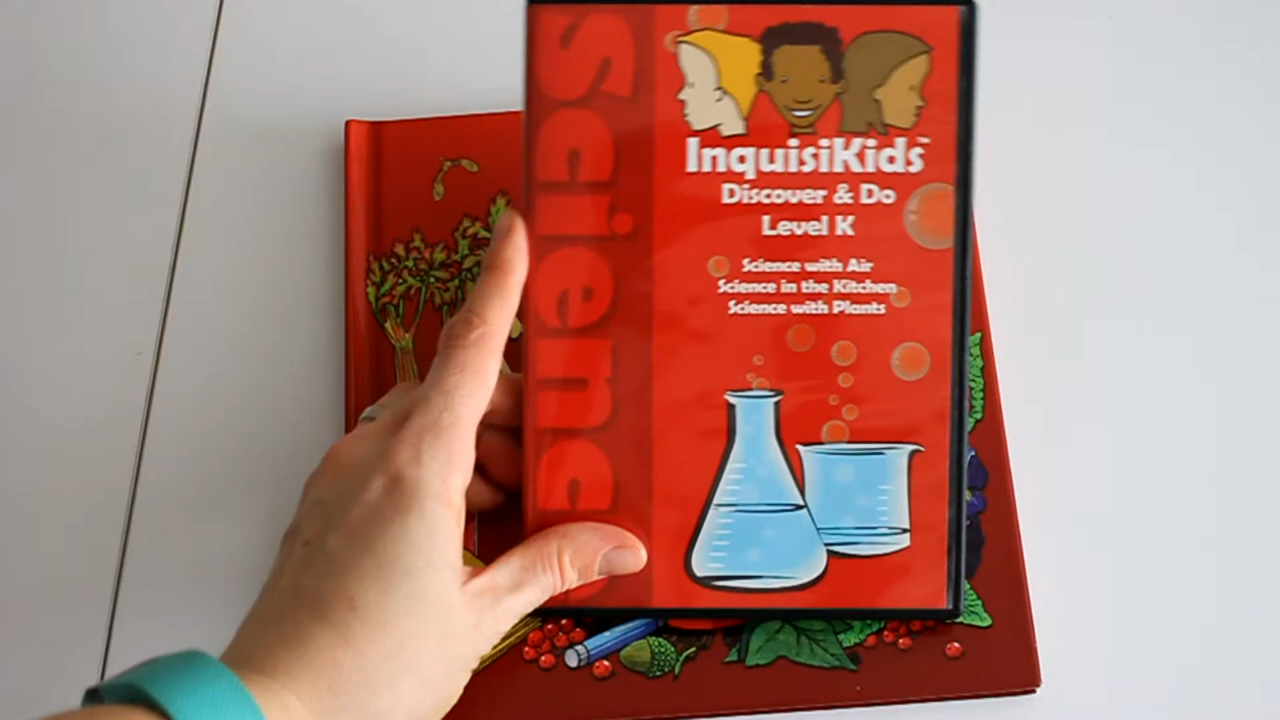 Science
InquisiKids™
Discover & Do
Level K
Science with Air
Science in the Kitchen
Science with Plants